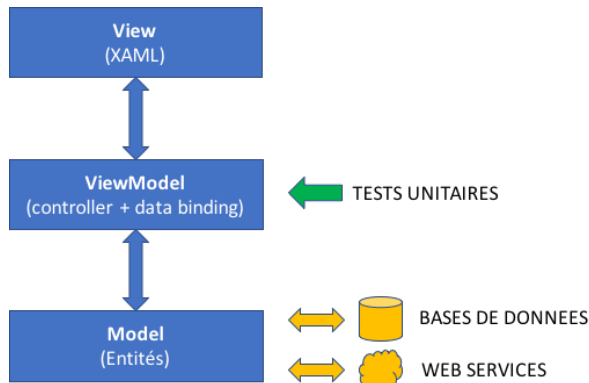 View
(XAML)
ViewModel
(controller + data binding)
TESTS UNITAIRES
Model
(Entités)
BASES DE DONNEES
WEB SERVICES